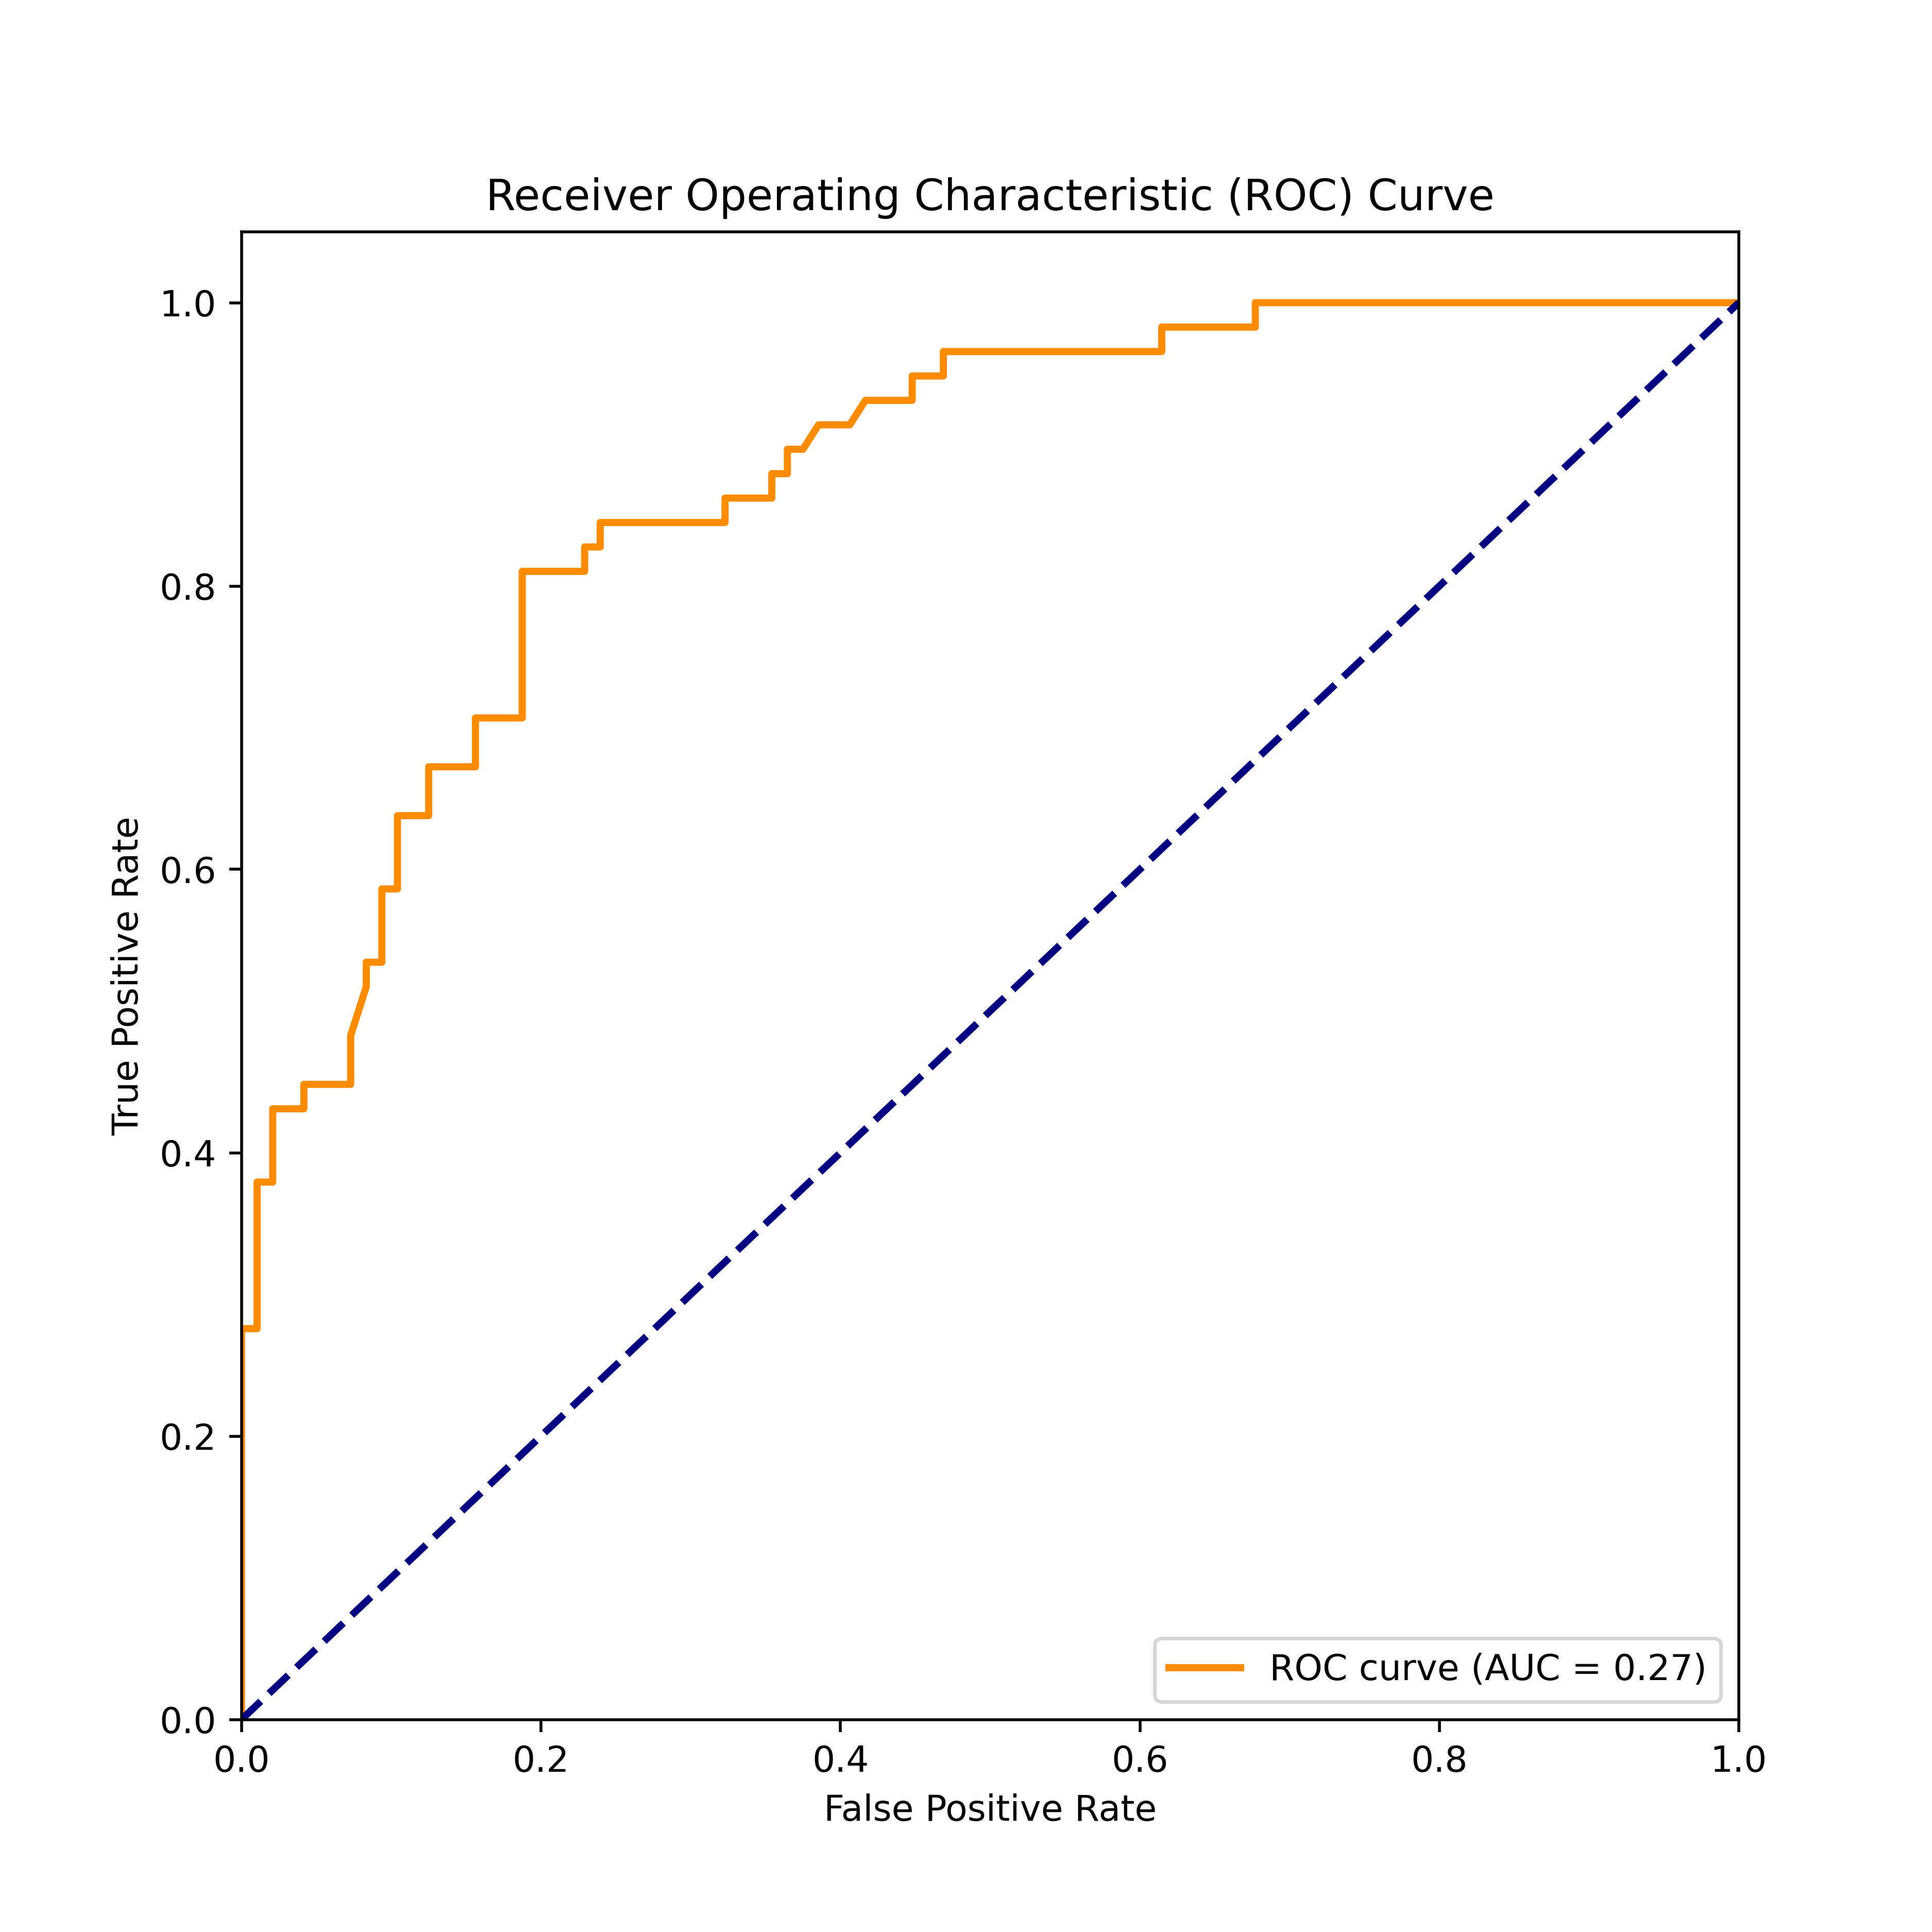 Receiver Operating Characteristic (ROC) Curve
True Positive Rate
1.0
0.8
0.6
0.4
0.2
0.0
ROC curve (AUC = 0.27)
0.0 0.2 0.4 0.6 0.8 1.0
False Positive Rate